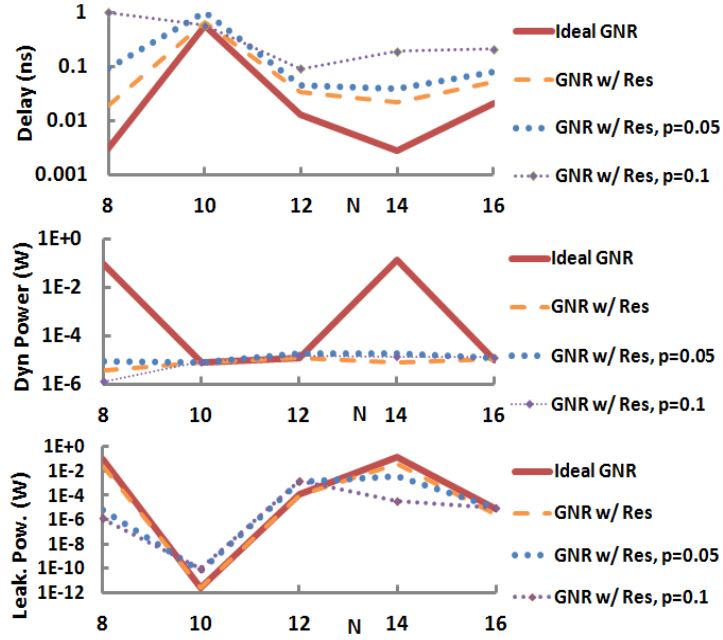 Delay (ns)
1
0.1
0.01
0.001
8
10
12
N
14
16
Ideal GNR
GNR w/ Res
GNR w/ Res, p=0.05
GNR w/ Res, p=0.1
Dyn Power (W)
1E+0
1E-2
1E-4
1E-6
8
10
12
N
14
16
Ideal GNR
GNR w/ Res
GNR w/ Res, p=0.05
GNR w/ Res, p=0.1
Leak. Pow. (W)
1E+0
1E-2
1E-4
1E-6
1E-8
1E-10
1E-12
8
10
12
N
14
16
Ideal GNR
GNR w/ Res
GNR w/ Res, p=0.05
GNR w/ Res, p=0.1